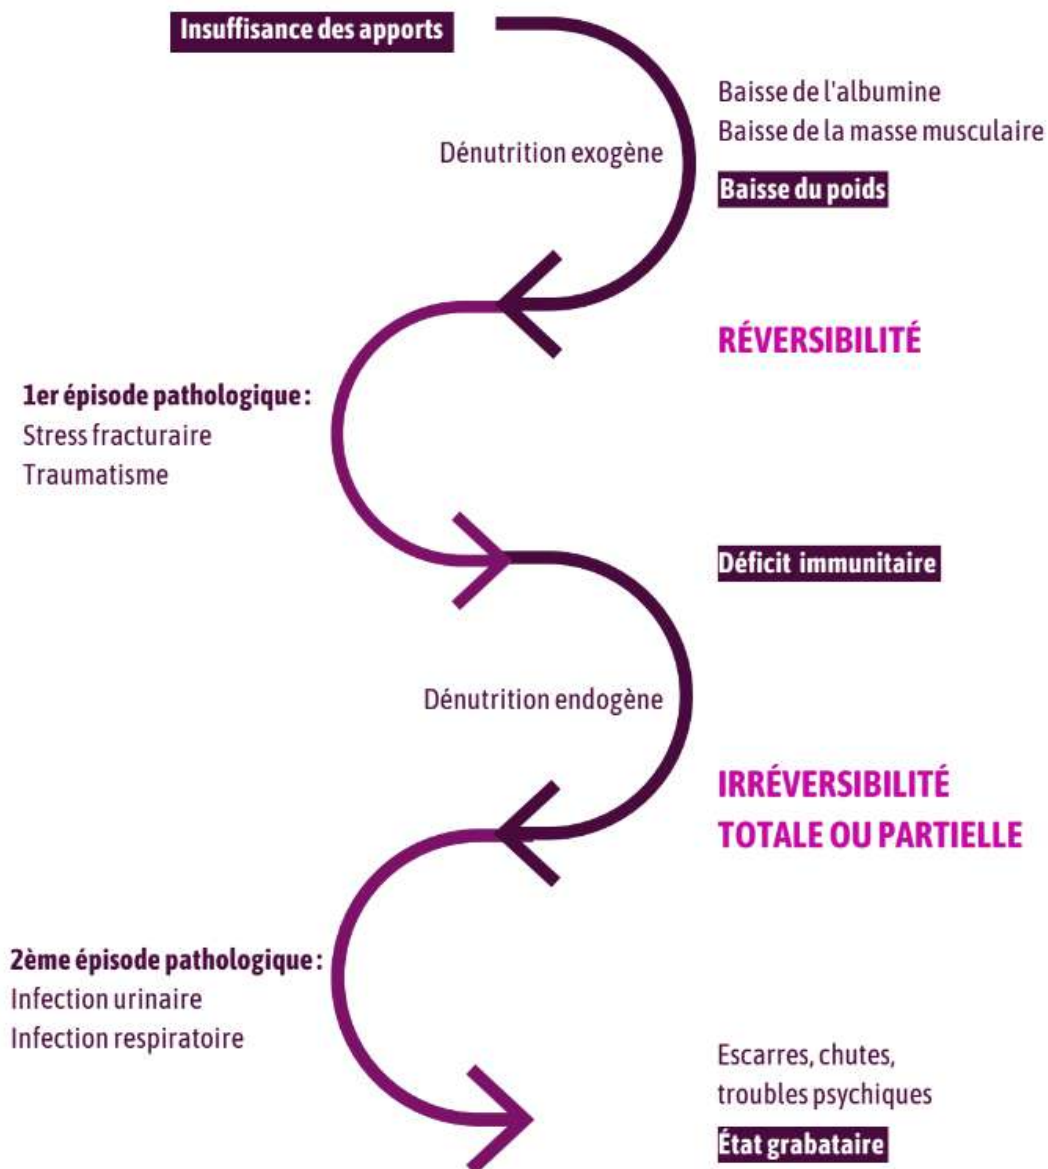 Insuffisance des apports
Baisse de l'albumine
Baisse de la masse musculaire
Dénutrition exogène
Baisse du poids
RÉVERSIBILITÉ
1er épisode pathologique :
Stress fracturaire
Traumatisme
Déficit immunitaire
Dénutrition endogène
IRRÉVERSIBILITÉ
TOTALE OU PARTIELLE
2ème épisode pathologique :
Infection urinaire
Infection respiratoire
Escarres, chutes,
troubles psychiques
État grabataire